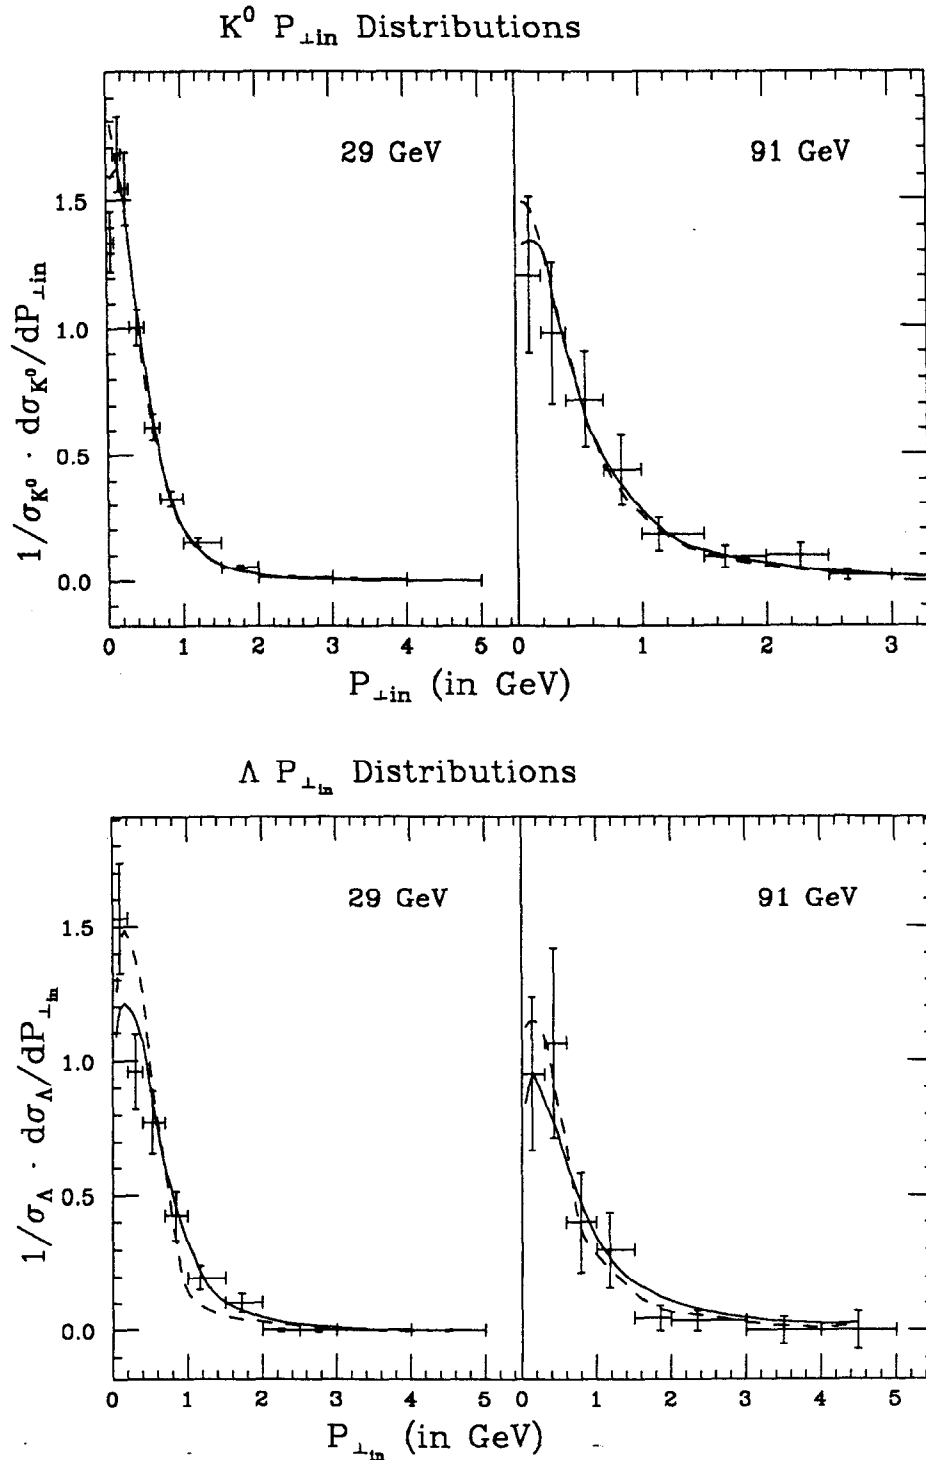 K⁰ P⊥in Distributions
29 GeV
91 GeV
1.5
1.0
0.5
0.0
1/σK⁰ · dσK⁰/dP⊥in
0 1 2 3 4 5 0 1 2 3
P⊥in (in GeV)
Λ P⊥in Distributions
29 GeV
91 GeV
1.5
1.0
0.5
0.0
1/σΛ · dσΛ/dP⊥in
0 1 2 3 4 5 0 1 2 3 4 5
P⊥in (in GeV)